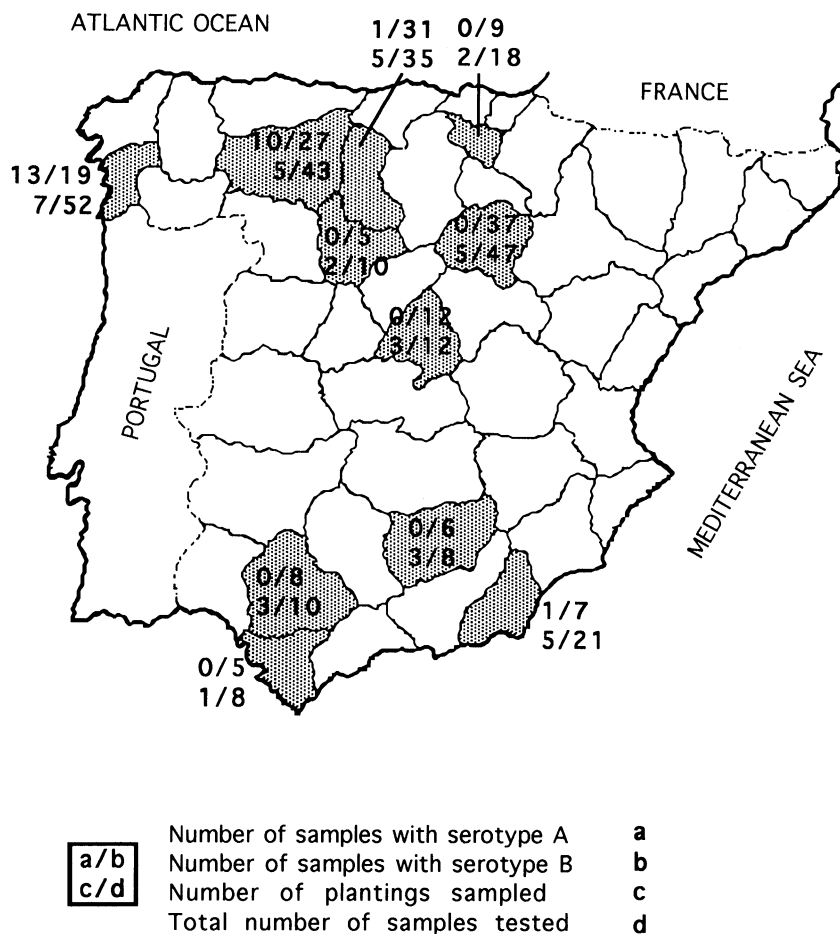 ATLANTIC OCEAN
1/31 0/9
5/35 2/18
FRANCE
10/27
5/43
13/19
7/52
0/5
2/10
0/37
5/47
0/12
3/12
PORTUGAL
MEDITERRANEAN SEA
0/6
3/8
0/8
3/10
1/7
5/21
0/5
1/8
a/b
c/d
Number of samples with serotype A a
Number of samples with serotype B b
Number of plantings sampled c
Total number of samples tested d